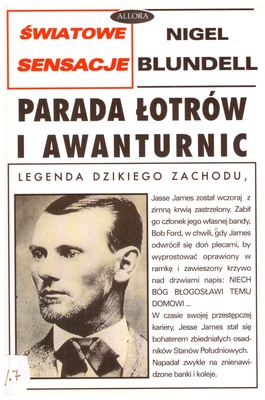 ALLORA
ŚWIATOWE
SENSACJE
NIGEL
BLUNDELL
PARADA ŁOTRÓW
I AWANTURNIC
LEGENDA DZIKIEGO ZACHODU,
Jasse James został wczoraj z
zimną krwią zastrzelony. Zabił
go członek jego własnej bandy,
Bob Ford, w chwili, gdy James
odwrócił się doń plecami, by
wyprostować oprawiony w
ramkę i zawieszony krzywo
nad drzwiami napis: NIECH
BÓG BŁOGOSŁAWI TEMU
DOMOWI ...
W czasie swojej przestępczej
kariery, Jesse James stał się
bohaterem zbiedniałych osad-
ników Stanów Południowych.
Napadał zwykle na znienawi-
dzone banki i koleje.
1.7